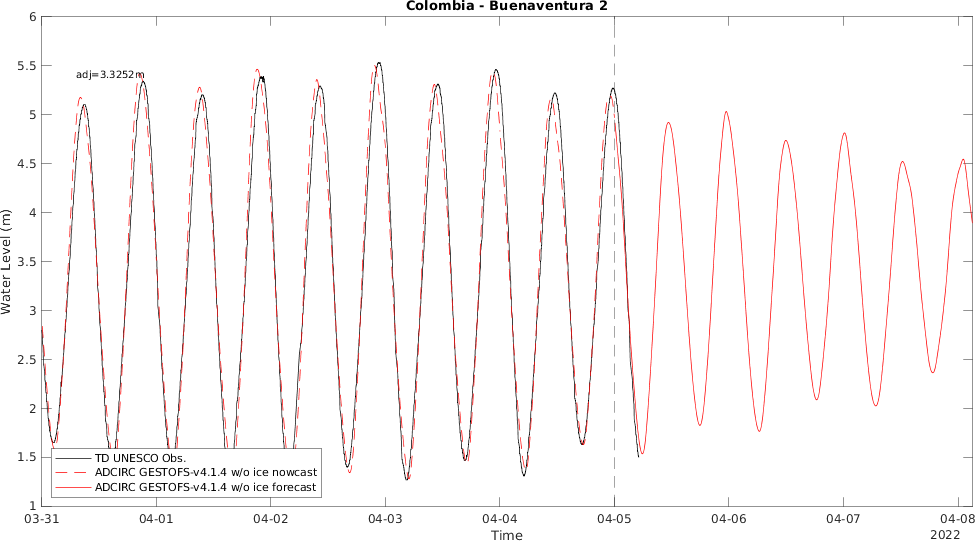 Colombia - Buenaventura 2
6
5.5
5
4.5
4
3.5
3
2.5
2
1.5
1
Water Level (m)
adj=3.3252m
TD UNESCO Obs.
ADCIRC GESTOFS-v4.1.4 w/o ice nowcast
ADCIRC GESTOFS-v4.1.4 w/o ice forecast
03-31 04-01 04-02 04-03 04-04 04-05 04-06 04-07 04-08
Time
2022